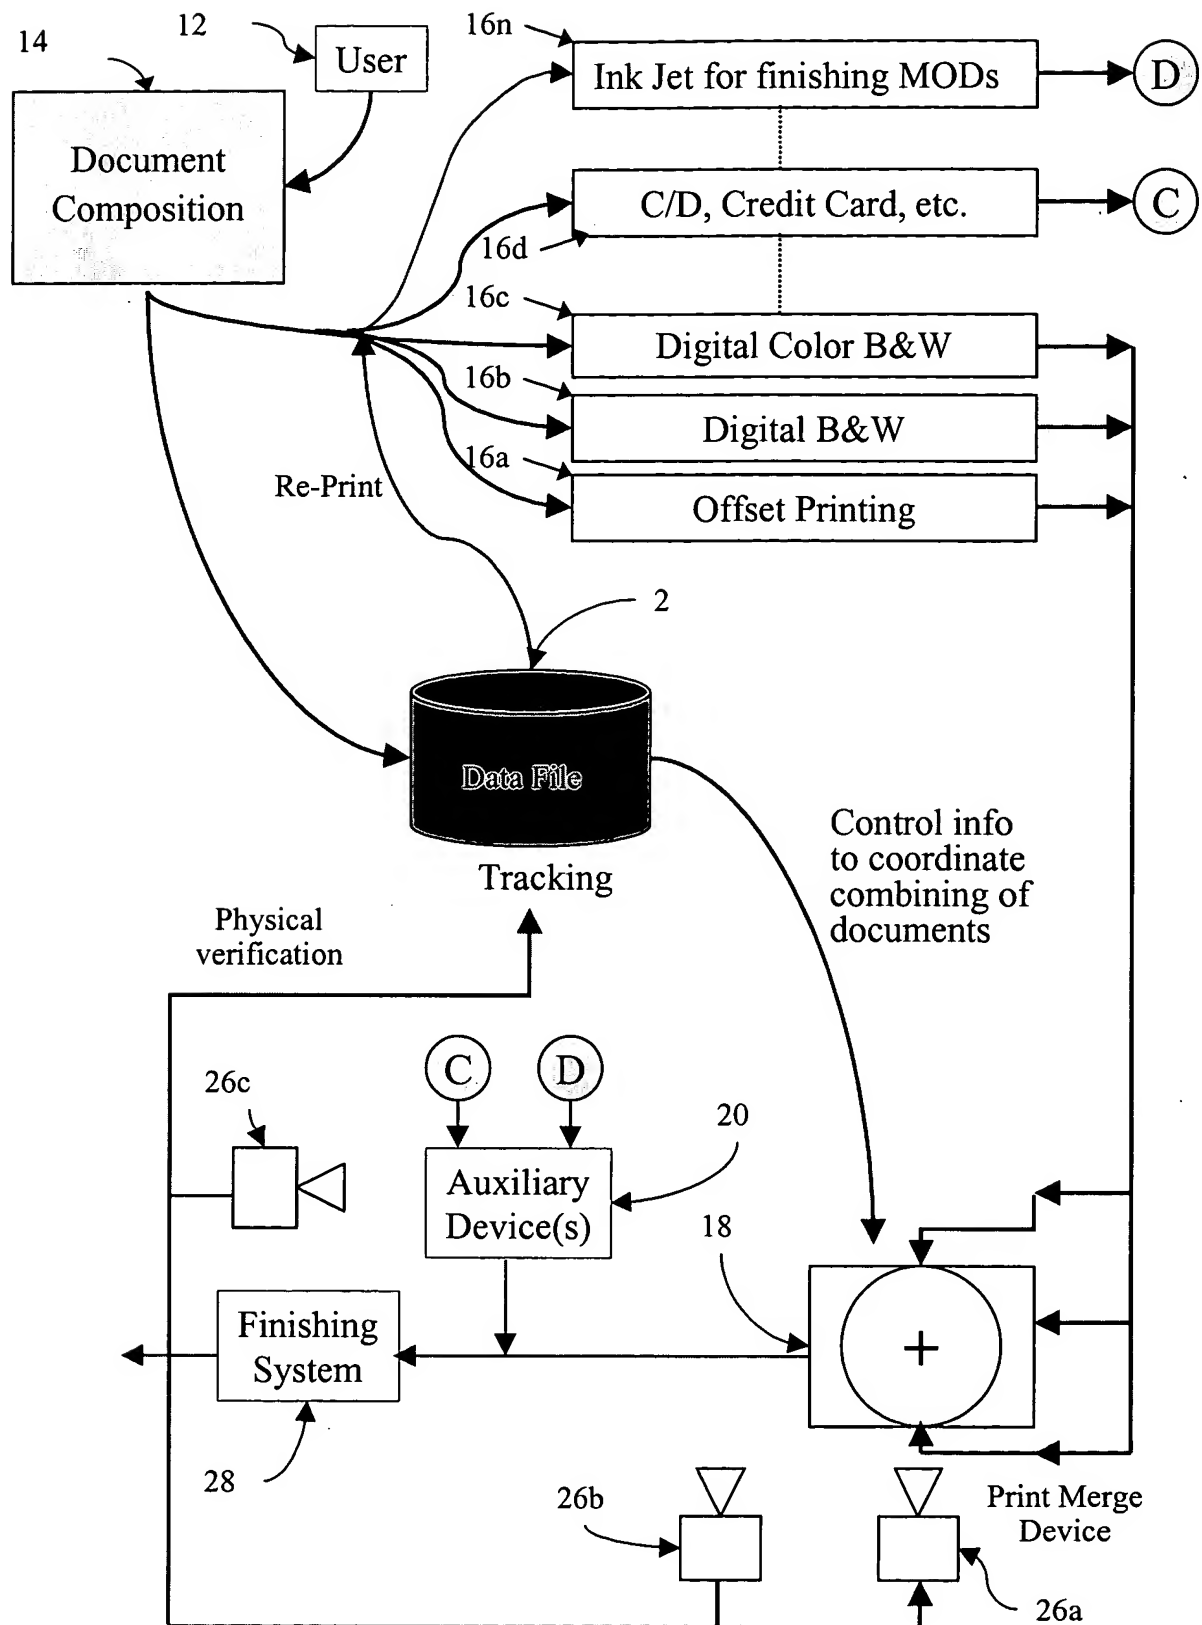 14
12
User
16n
Ink Jet for finishing MODs
D
Document
Composition
C/D, Credit Card, etc.
C
16d
16c
Digital Color B&W
16b
Digital B&W
16a
Offset Printing
Re-Print
2
Data File
Tracking
Control info
to coordinate
combining of
documents
Physical
verification
C
D
26c
20
Auxiliary
Device(s)
18
Finishing
System
+
28
26b
Print Merge
Device
26a